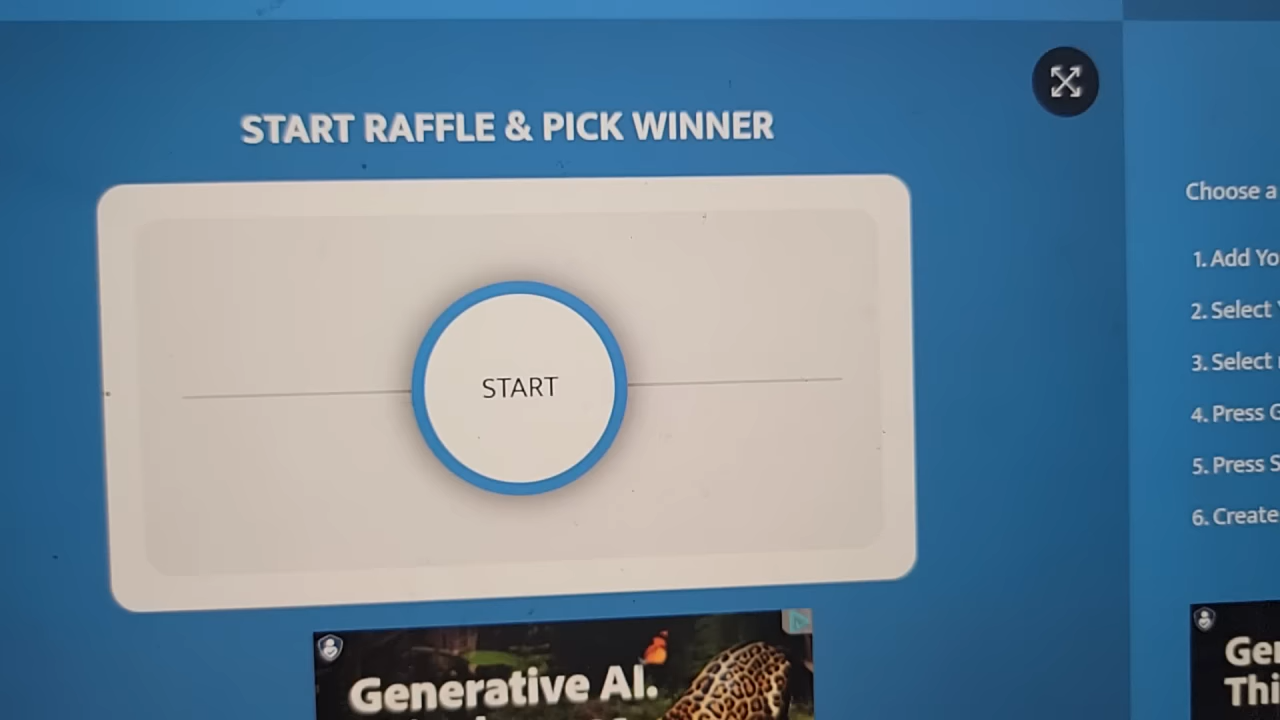 START RAFFLE & PICK WINNER
START
Choose a
1. Add Yo
2. Select
3. Select
4. Press G
5. Press S
6. Create
Generative AI.
Gen
Thi